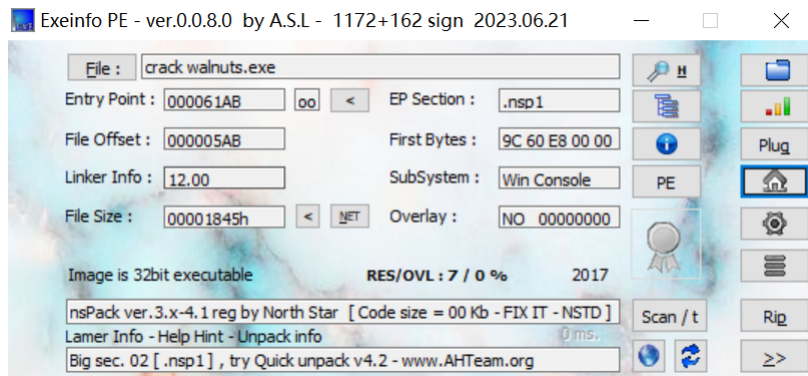 Exeinfo PE - ver.0.0.8.0 by A.S.L - 1172+162 sign 2023.06.21
File : crack walnuts.exe H
Entry Point : 000061AB oo < EP Section : .nsp1
File Offset : 000005AB First Bytes : 9C 60 E8 00 00 Plug
Linker Info : 12.00 SubSystem : Win Console PE
File Size : 00001845h < NET Overlay : NO 00000000
Image is 32bit executable RES/OVL : 7 / 0 % 2017
nsPack ver.3.x-4.1 reg by North Star [ Code size = 00 Kb - FIX IT - NSTD ] Scan / t Rip
Lamer Info - Help Hint - Unpack info 0 ms.
Big sec. 02 [ .nsp1 ] , try Quick unpack v4.2 - www.AHTeam.org >>